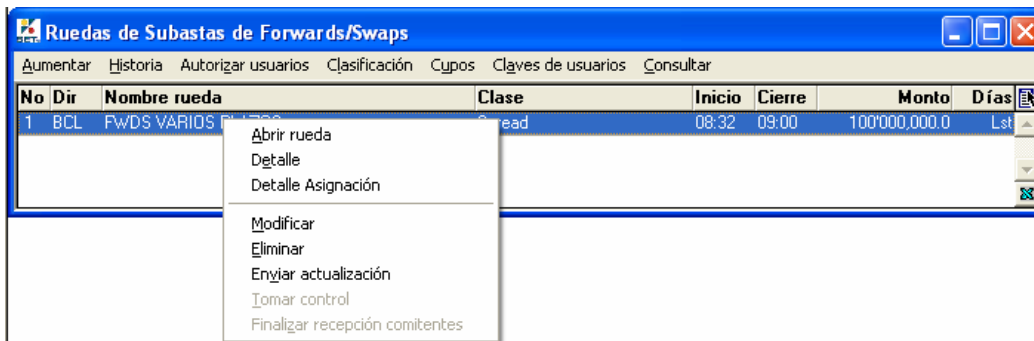 Ruedas de Subastas de Forwards/Swaps
Aumentar Historia Autorizar usuarios Clasificación Cupos Claves de usuarios Consultar
No Dir Nombre rueda Clase Inicio Cierre Monto Días
1 BCL FWDS VARIOS 08:32 09:00 100'000,000.0 Lst
Abrir rueda
Detalle
Detalle Asignación
Modificar
Eliminar
Enviar actualización
Tomar control
Finalizar recepción comitentes